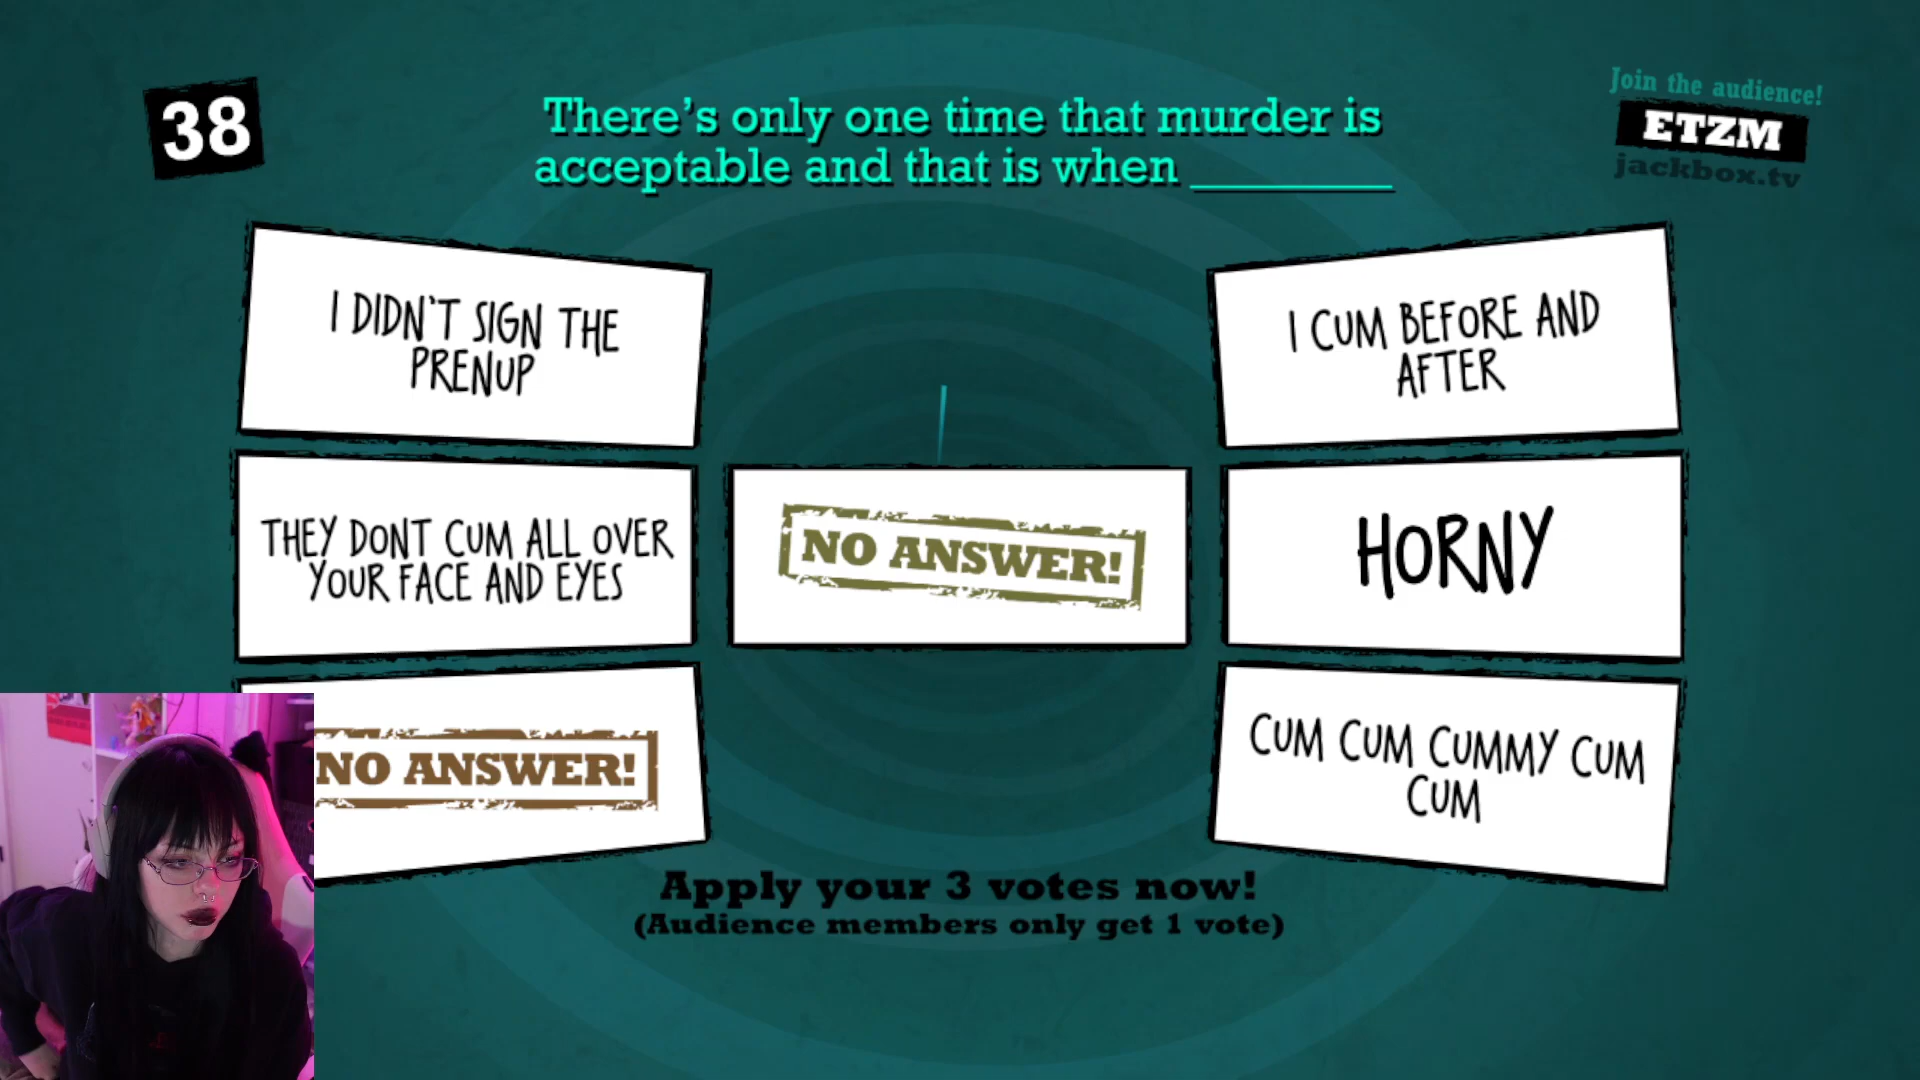 38
There's only one time that murder is
acceptable and that is when ________
Join the audience!
ETZM
jackbox.tv
I DIDN'T SIGN THE
PRENUP
I CUM BEFORE AND
AFTER
THEY DONT CUM ALL OVER
YOUR FACE AND EYES
NO ANSWER!
HORNY
NO ANSWER!
CUM CUM CUMMY CUM
CUM
Apply your 3 votes now!
(Audience members only get 1 vote)